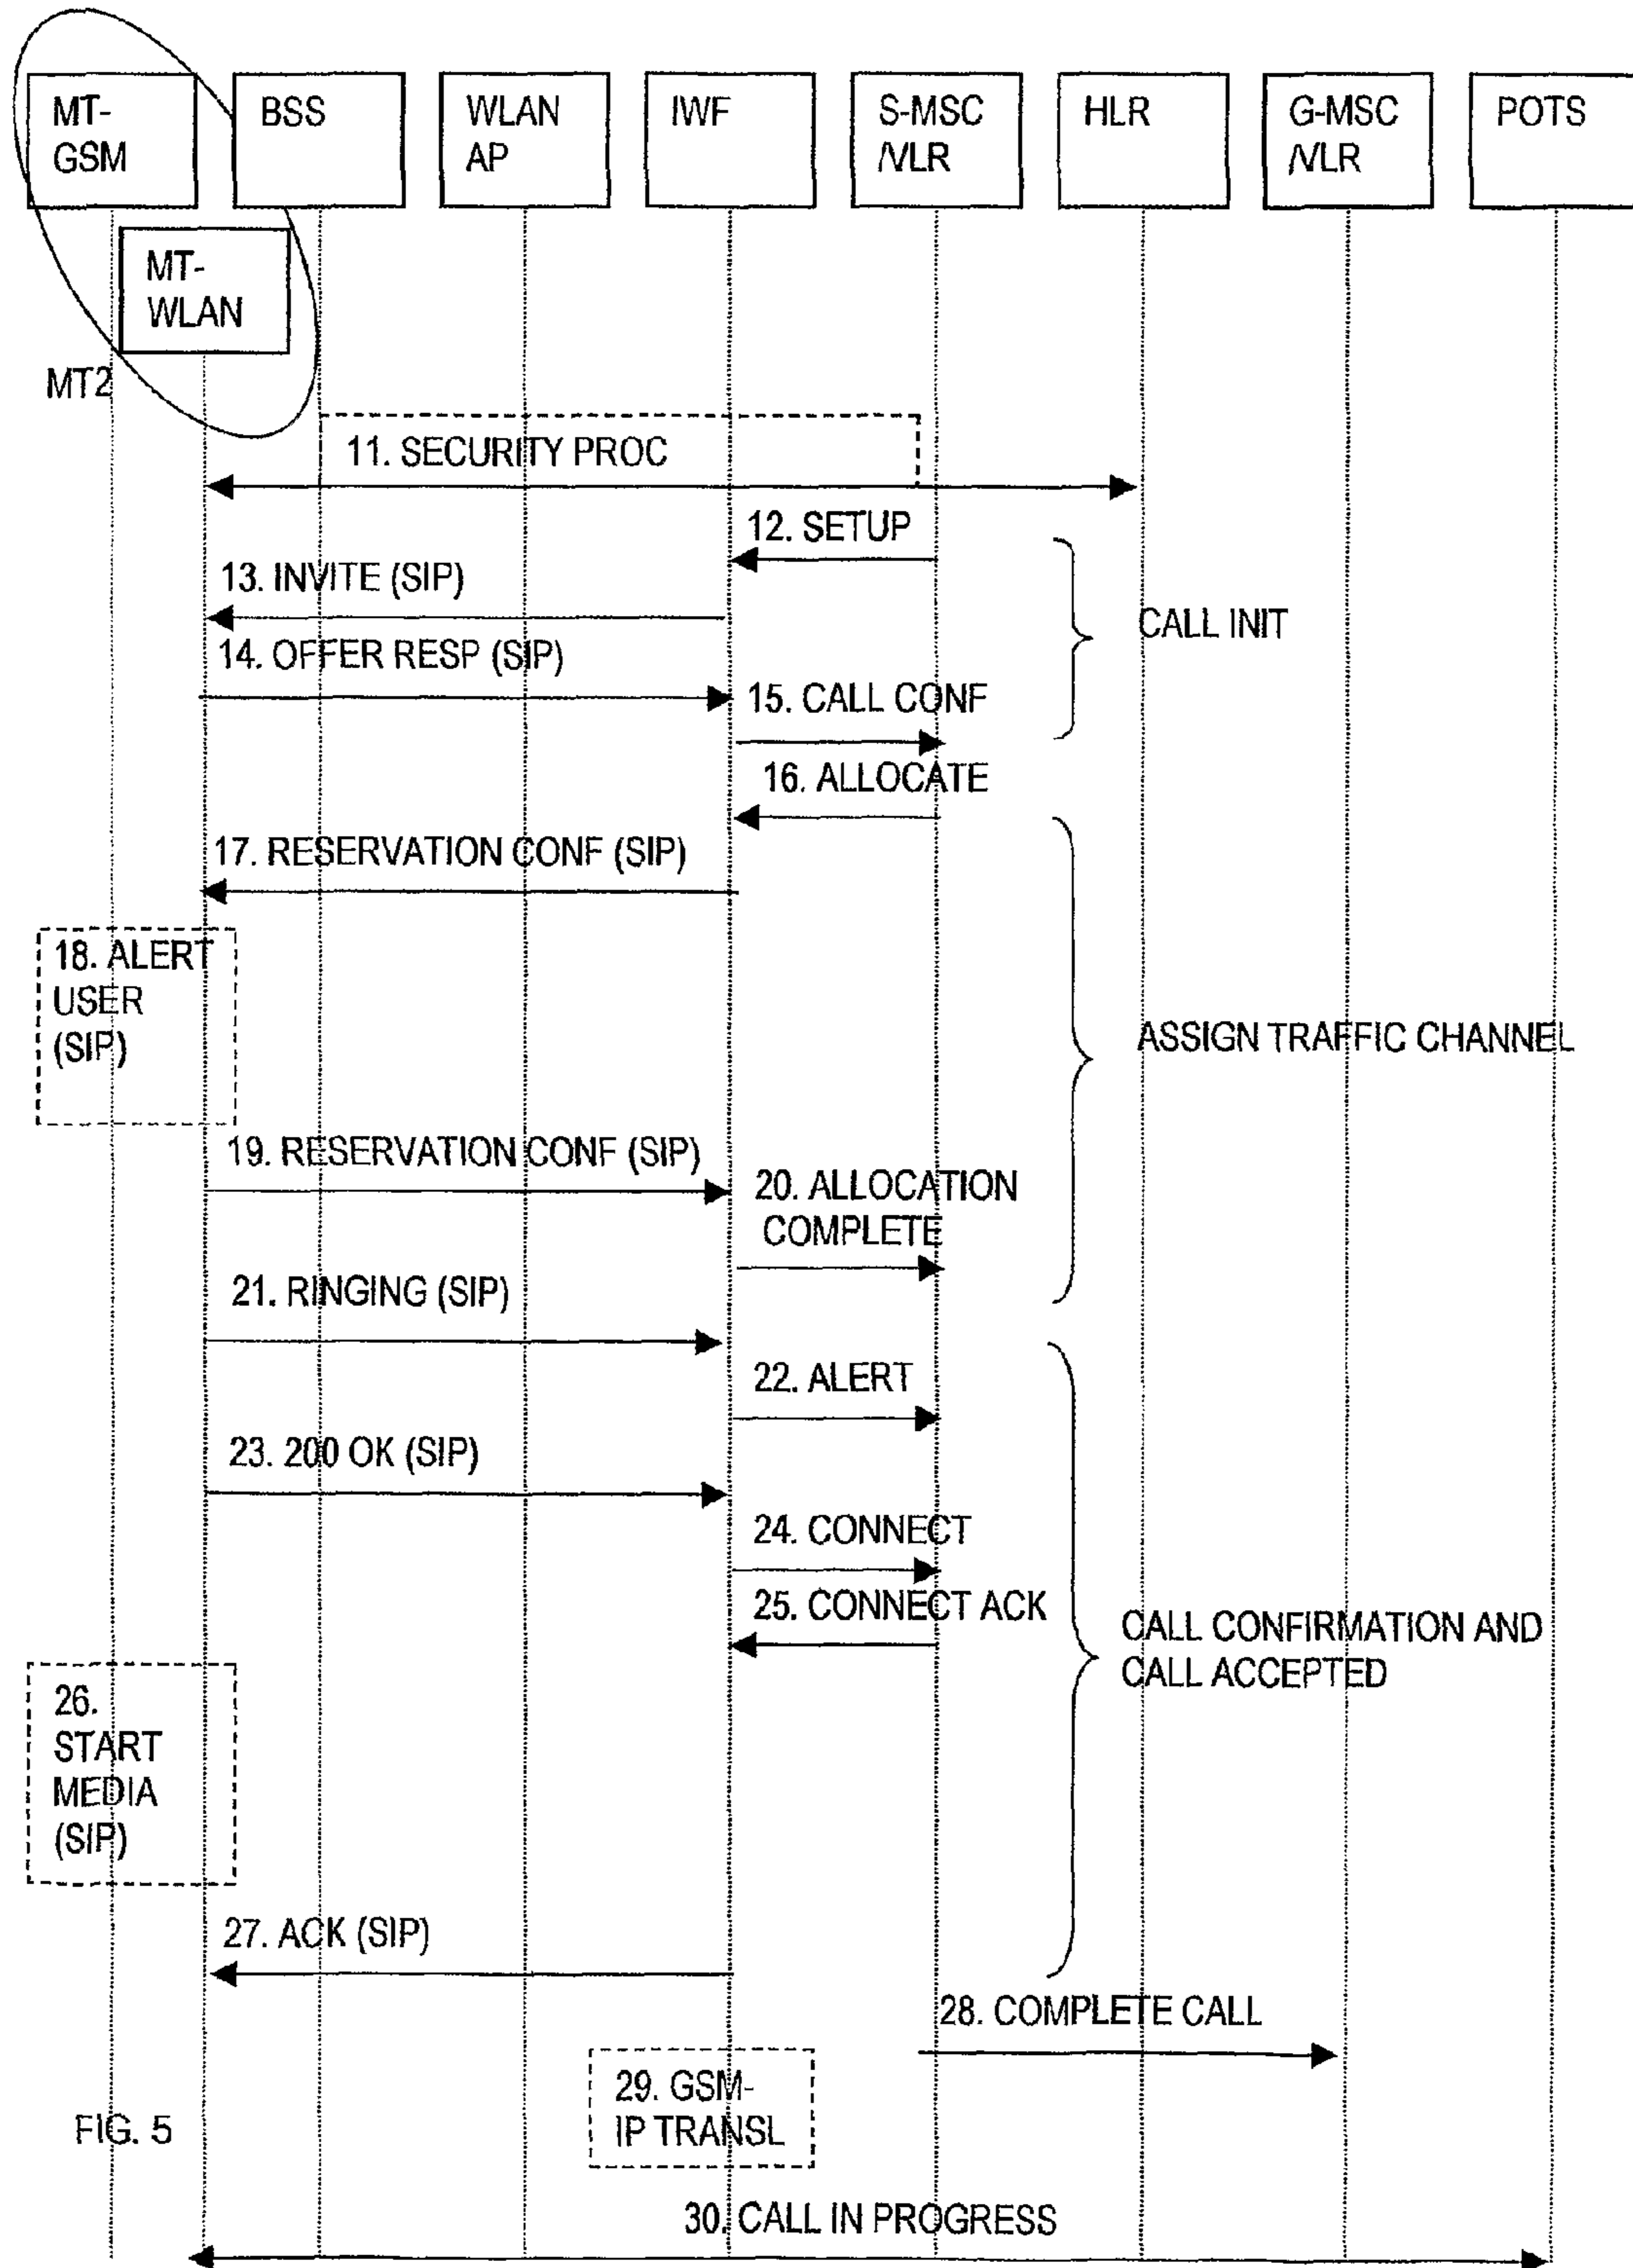 MT-
GSM
BSS
WLAN
AP
IWF
S-MSC
/VLR
HLR
G-MSC
/VLR
POTS
MT-
WLAN
MT2
11. SECURITY PROC
12. SETUP
13. INVITE (SIP)
CALL INIT
14. OFFER RESP (SIP)
15. CALL CONF
16. ALLOCATE
17. RESERVATION CONF (SIP)
18. ALERT
USER
(SIP)
ASSIGN TRAFFIC CHANNEL
19. RESERVATION CONF (SIP)
20. ALLOCATION
COMPLETE
21. RINGING (SIP)
22. ALERT
23. 200 OK (SIP)
24. CONNECT
25. CONNECT ACK
CALL CONFIRMATION AND
CALL ACCEPTED
26.
START
MEDIA
(SIP)
27. ACK (SIP)
28. COMPLETE CALL
29. GSM-
IP TRANSL
FIG. 5
30. CALL IN PROGRESS